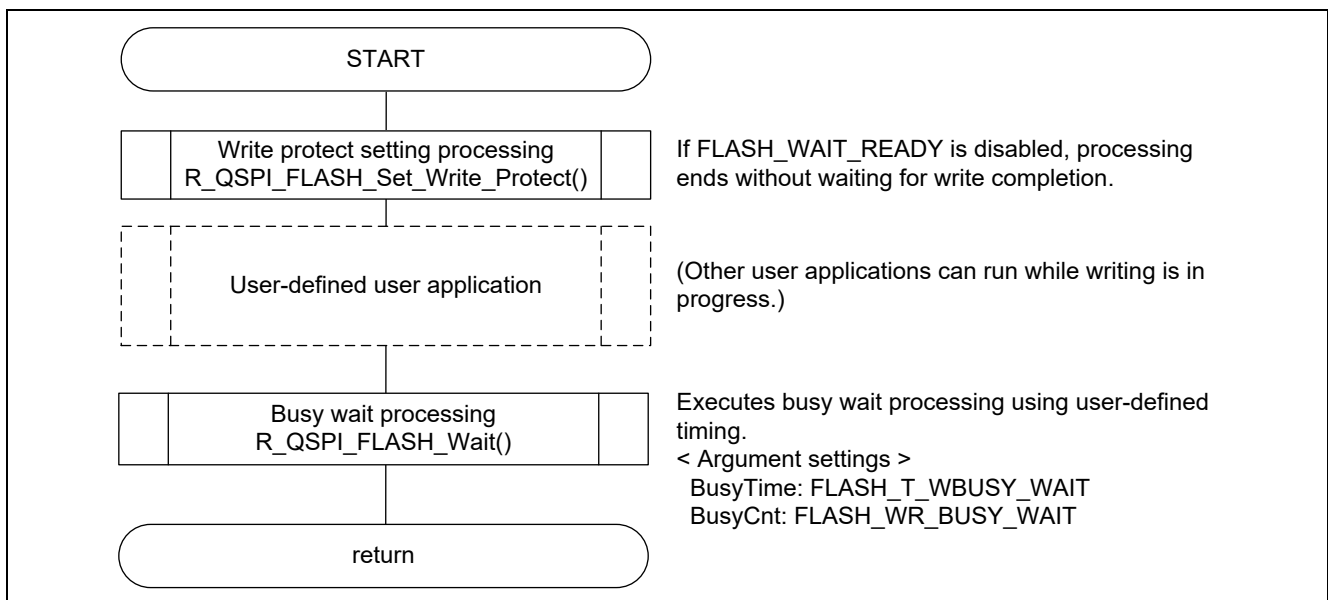 START
Write protect setting processing
R_QSPI_FLASH_Set_Write_Protect()
If FLASH_WAIT_READY is disabled, processing
ends without waiting for write completion.
User-defined user application
(Other user applications can run while writing is in
progress.)
Busy wait processing
R_QSPI_FLASH_Wait()
Executes busy wait processing using user-defined
timing.
< Argument settings >
BusyTime: FLASH_T_WBUSY_WAIT
BusyCnt: FLASH_WR_BUSY_WAIT
return